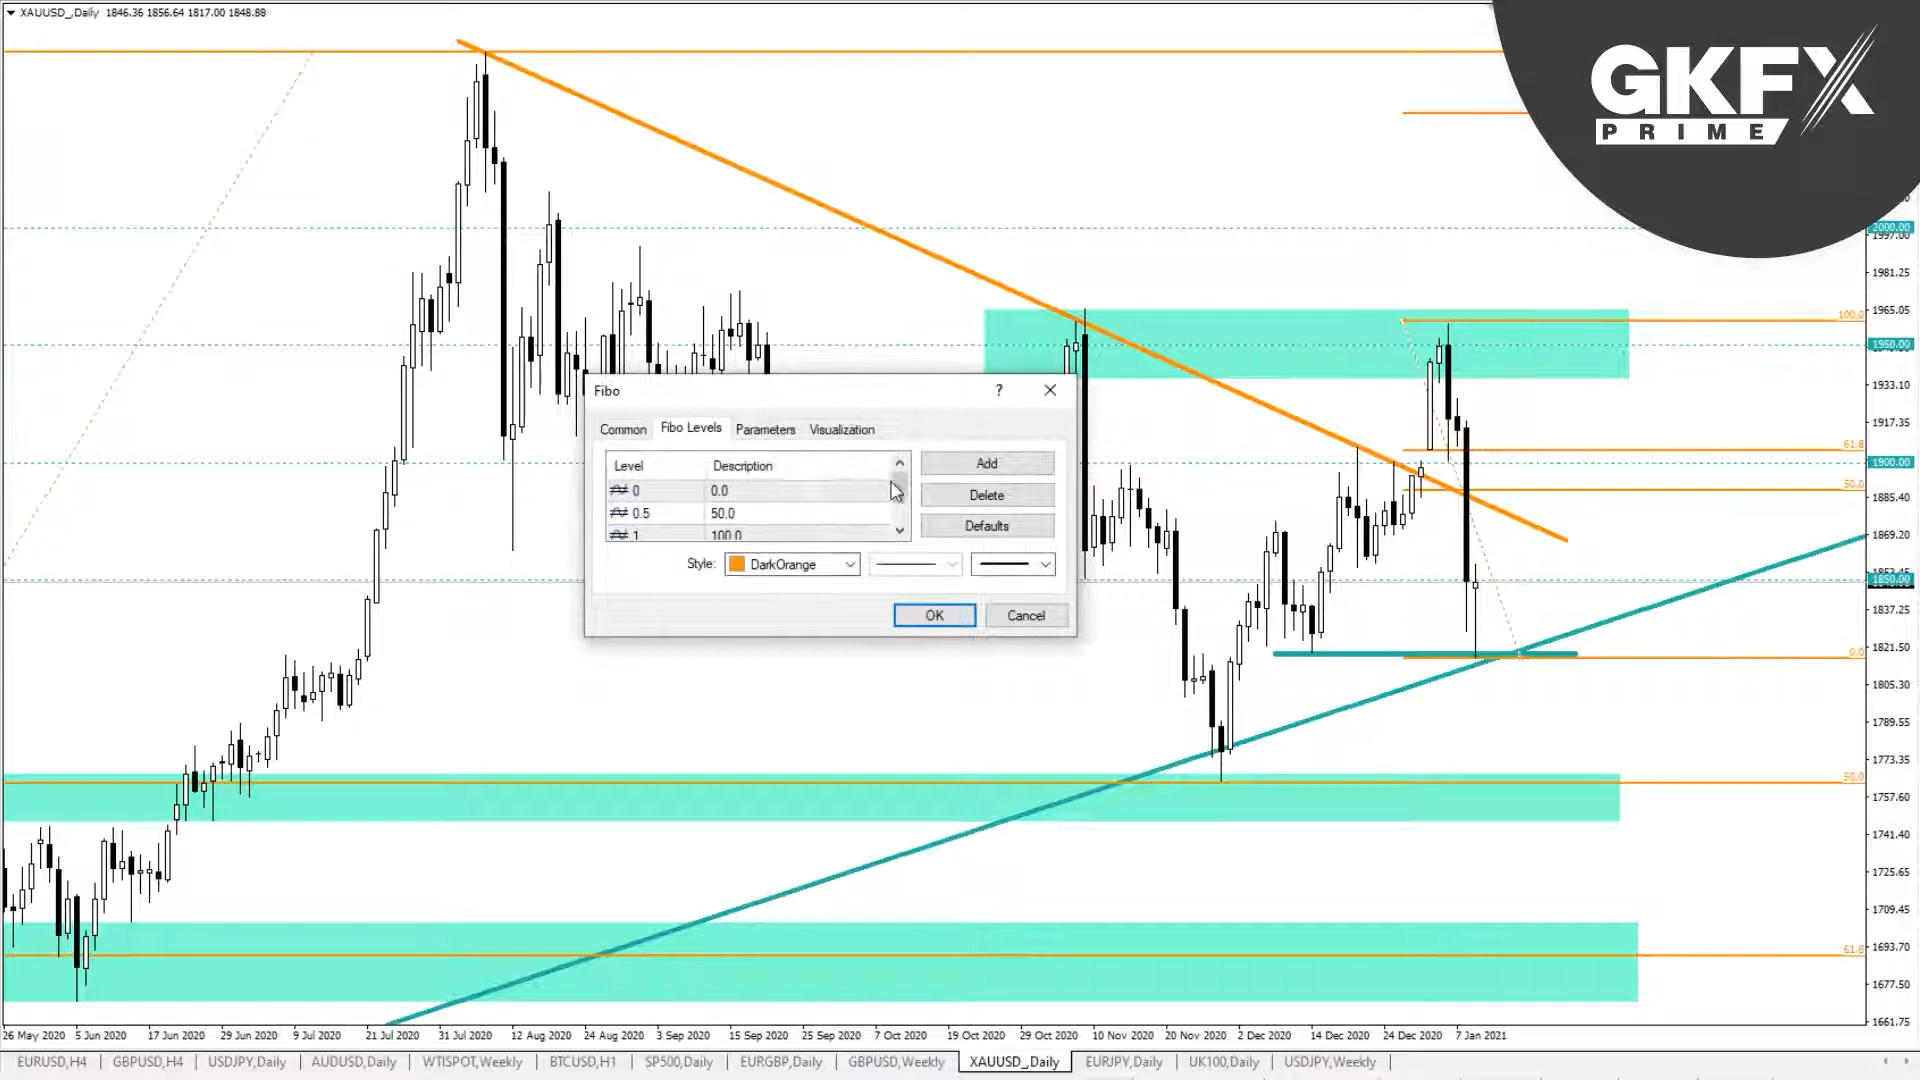 XAUUSD_,Daily 1846.36 1856.64 1817.00 1848.88
GKFX
PRIME
2000.00
1981.25
1965.05
100.0
1950.00
1933.10
1917.35
61.8
1900.00
50.0
1885.40
1869.20
1850.00
1837.25
1821.50
0.0
1805.30
1789.55
1773.35
50.0
1757.60
1741.40
1725.65
1709.45
61.8
1693.70
1677.50
1661.75
Fibo ?
Common Fibo Levels Parameters Visualization
Level Description
0 0.0
0.5 50.0
1 100.0
Add
Delete
Defaults
Style: DarkOrange
OK Cancel
26 May 2020 5 Jun 2020 17 Jun 2020 29 Jun 2020 9 Jul 2020 21 Jul 2020 31 Jul 2020 12 Aug 2020 24 Aug 2020 3 Sep 2020 15 Sep 2020 25 Sep 2020 7 Oct 2020 19 Oct 2020 29 Oct 2020 10 Nov 2020 20 Nov 2020 2 Dec 2020 14 Dec 2020 24 Dec 2020 7 Jan 2021
EURUSD,H4 GBPUSD,H4 USDJPY,Daily AUDUSD,Daily WTISPOT,Weekly BTCUSD,H1 SP500,Daily EURGBP,Daily GBPUSD,Weekly XAUUSD_,Daily EURJPY,Daily UK100,Daily USDJPY,Weekly